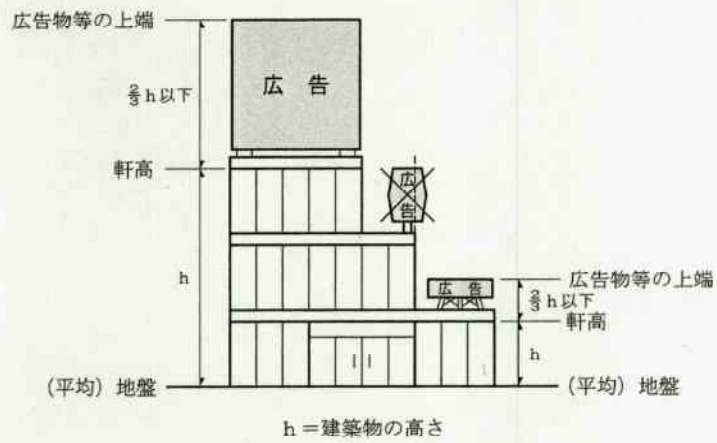 広告物等の上端
広 告
2/3 h以下
軒高
広
告
h
広 告
広告物等の上端
2/3 h以下
軒高
h
(平均) 地盤
(平均) 地盤
h=建築物の高さ